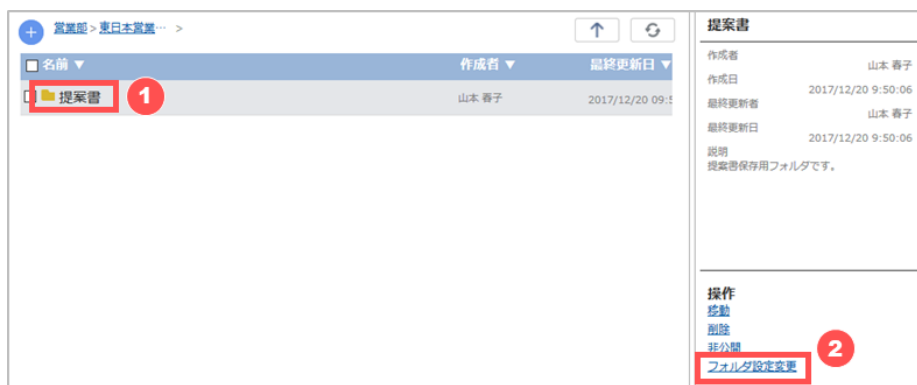 営業部 > 東日本営業… >
名前 ▼ 作成者 ▼ 最終更新日 ▼
提案書 1 山本 春子 2017/12/20 09:5
提案書
作成者
山本 春子
作成日
2017/12/20 9:50:06
最終更新者
山本 春子
最終更新日
2017/12/20 9:50:06
説明
提案書保存用フォルダです。
操作
移動
削除
非公開
2
フォルダ設定変更